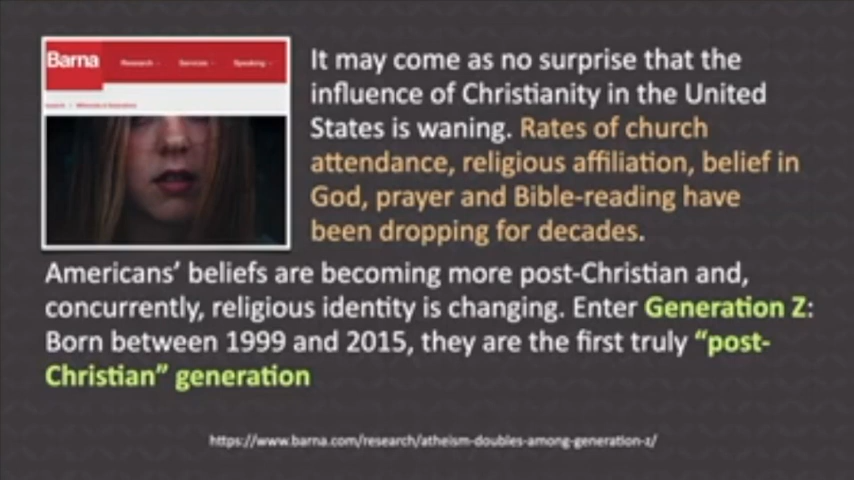 Barna
Research Services Speaking
It may come as no surprise that the
influence of Christianity in the United
States is waning. Rates of church
attendance, religious affiliation, belief in
God, prayer and Bible-reading have
been dropping for decades.
Americans' beliefs are becoming more post-Christian and,
concurrently, religious identity is changing. Enter Generation Z:
Born between 1999 and 2015, they are the first truly “post-
Christian” generation
https://www.barna.com/research/atheism-doubles-among-generation-z/